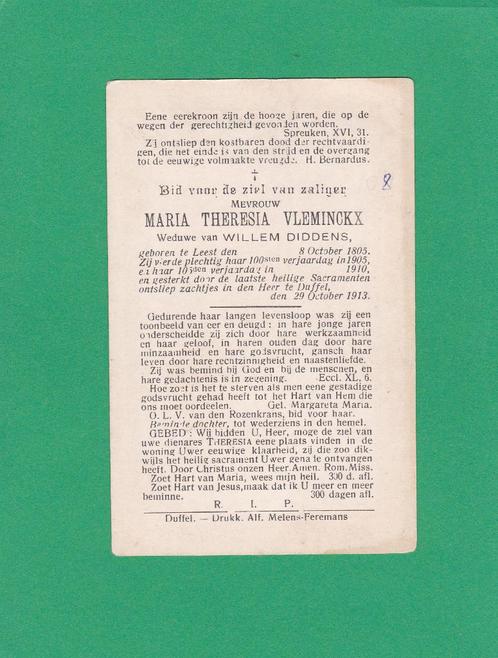 Eene eerekroon zijn de hooge jaren, die op de
wegen der gerechtigheid gevonden worden.
Spreuken, XVI, 31.
Zij ontsliep den kostbaren dood der rechtvaardi-
gen, die het einde is van den strijd en de overgang
tot de eeuwige volmaakte vreugde. H. Bernardus.
8
Bid voor de ziel van zaliger
MEVROUW
MARIA THERESIA VLEMINCKX
Weduwe van WILLEM DIDDENS,
geboren te Leest den 8 October 1805.
Zij vierde plechtig haar 100sten verjaardag in 1905,
en haar 105den verjaardag in 1910,
en gesterkt door de laatste heilige Sacramenten
ontsliep zachtjes in den Heer te Duffel,
den 29 October 1913.
Gedurende haar langen levensloop was zij een
toonbeeld van eer en deugd : in hare jonge jaren
onderscheidde zij zich door hare werkzaamheid
en haar geloof, in haren ouden dag door hare
minzaamheid en hare godsvrucht, gansch haar
leven door hare rechtzinnigheid en naastenliefde.
Zij was bemind bij God en bij de menschen, en
hare gedachtenis is in zegening. Eccl. XL, 6.
Hoe zoet is het te sterven als men eene gestadige
godsvrucht gehad heeft tot het Hart van Hem die
ons moet oordeelen. Gel. Margareta Maria.
O. L. V. van den Rozenkrans, bid voor haar.
Beminde dochter, tot wederziens in den hemel.
GEBED : Wij bidden U, Heer, moge de ziel van
uwe dienares THERESIA eene plaats vinden in de
woning Uwer eeuwige klaarheid, zij die zoo dik-
wijls het heilig sacrament Uwer gena te ontvangen
heeft. Door Christus onzen Heer. Amen. Rom. Miss.
Zoet Hart van Maria, wees mijn heil. 300 d. afl.
Zoet Hart van Jesus, maak dat ik U meer en meer
beminne. 300 dagen afl.
R. I. P.
Duffel. — Drukk. Alf. Melens-Feremans